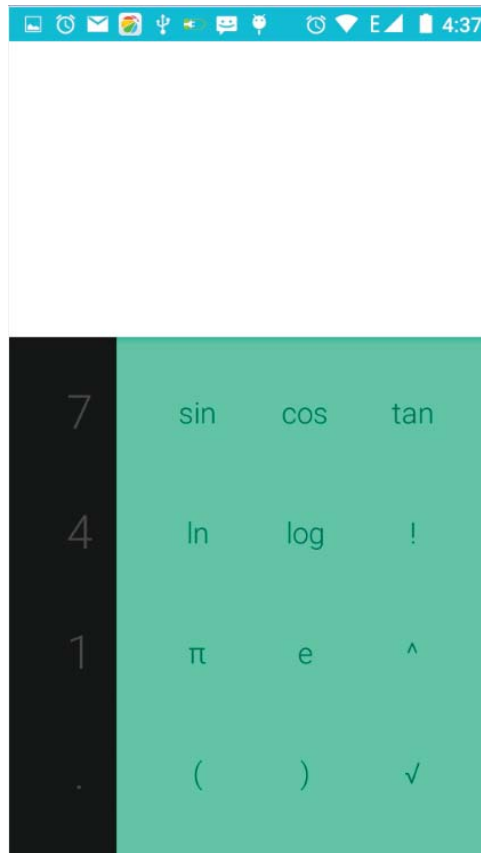 E 4:37
7 sin cos tan
4 ln log !
1 π e ^
. ( ) √